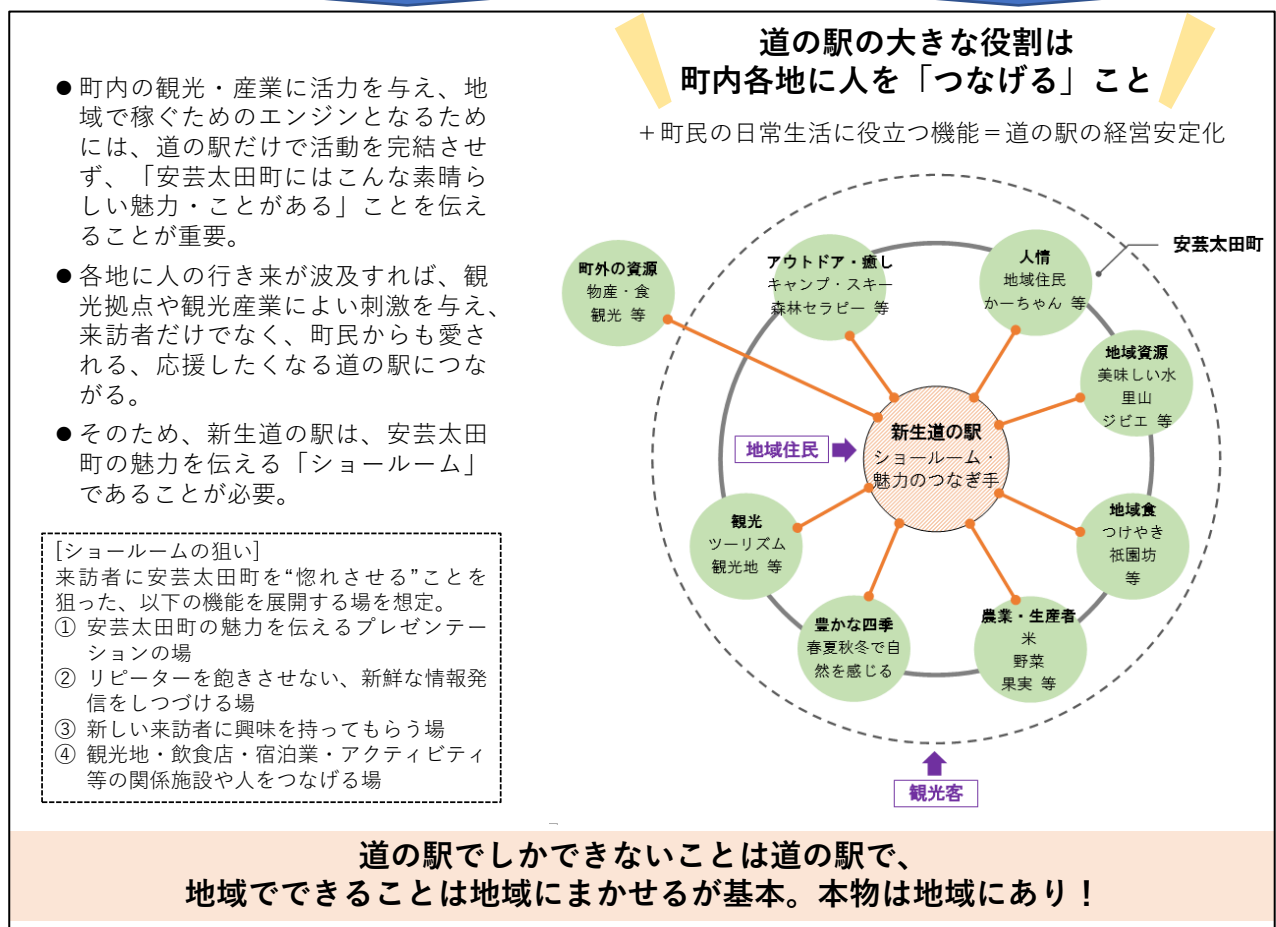 道の駅の大きな役割は
町内各地に人を「つなげる」こと
＋町民の日常生活に役立つ機能＝道の駅の経営安定化
●町内の観光・産業に活力を与え、地
域で稼ぐためのエンジンとなるため
には、道の駅だけで活動を完結させ
ず、「安芸太田町にはこんな素晴ら
しい魅力・ことがある」ことを伝え
ることが重要。
●各地に人の行き来が波及すれば、観
光拠点や観光産業によい刺激を与え、
来訪者だけでなく、町民からも愛さ
れる、応援したくなる道の駅につな
がる。
●そのため、新生道の駅は、安芸太田
町の魅力を伝える「ショールーム」
であることが必要。
[ショールームの狙い]
来訪者に安芸太田町を“惚れさせる”ことを
狙った、以下の機能を展開する場を想定。
① 安芸太田町の魅力を伝えるプレゼンテー
ションの場
② リピーターを飽きさせない、新鮮な情報発
信をしつづける場
③ 新しい来訪者に興味を持ってもらう場
④ 観光地・飲食店・宿泊業・アクティビティ
等の関係施設や人をつなげる場
安芸太田町
町外の資源
物産・食
観光 等
アウトドア・癒し
キャンプ・スキー
森林セラピー 等
人情
地域住民
かーちゃん 等
地域資源
美味しい水
里山
ジビエ 等
新生道の駅
ショールーム・
魅力のつなぎ手
地域住民
観光
ツーリズム
観光地 等
地域食
つけやき
祇園坊
等
豊かな四季
春夏秋冬で自
然を感じる
農業・生産者
米
野菜
果実 等
観光客
道の駅でしかできないことは道の駅で、
地域でできることは地域にまかせるが基本。本物は地域にあり！